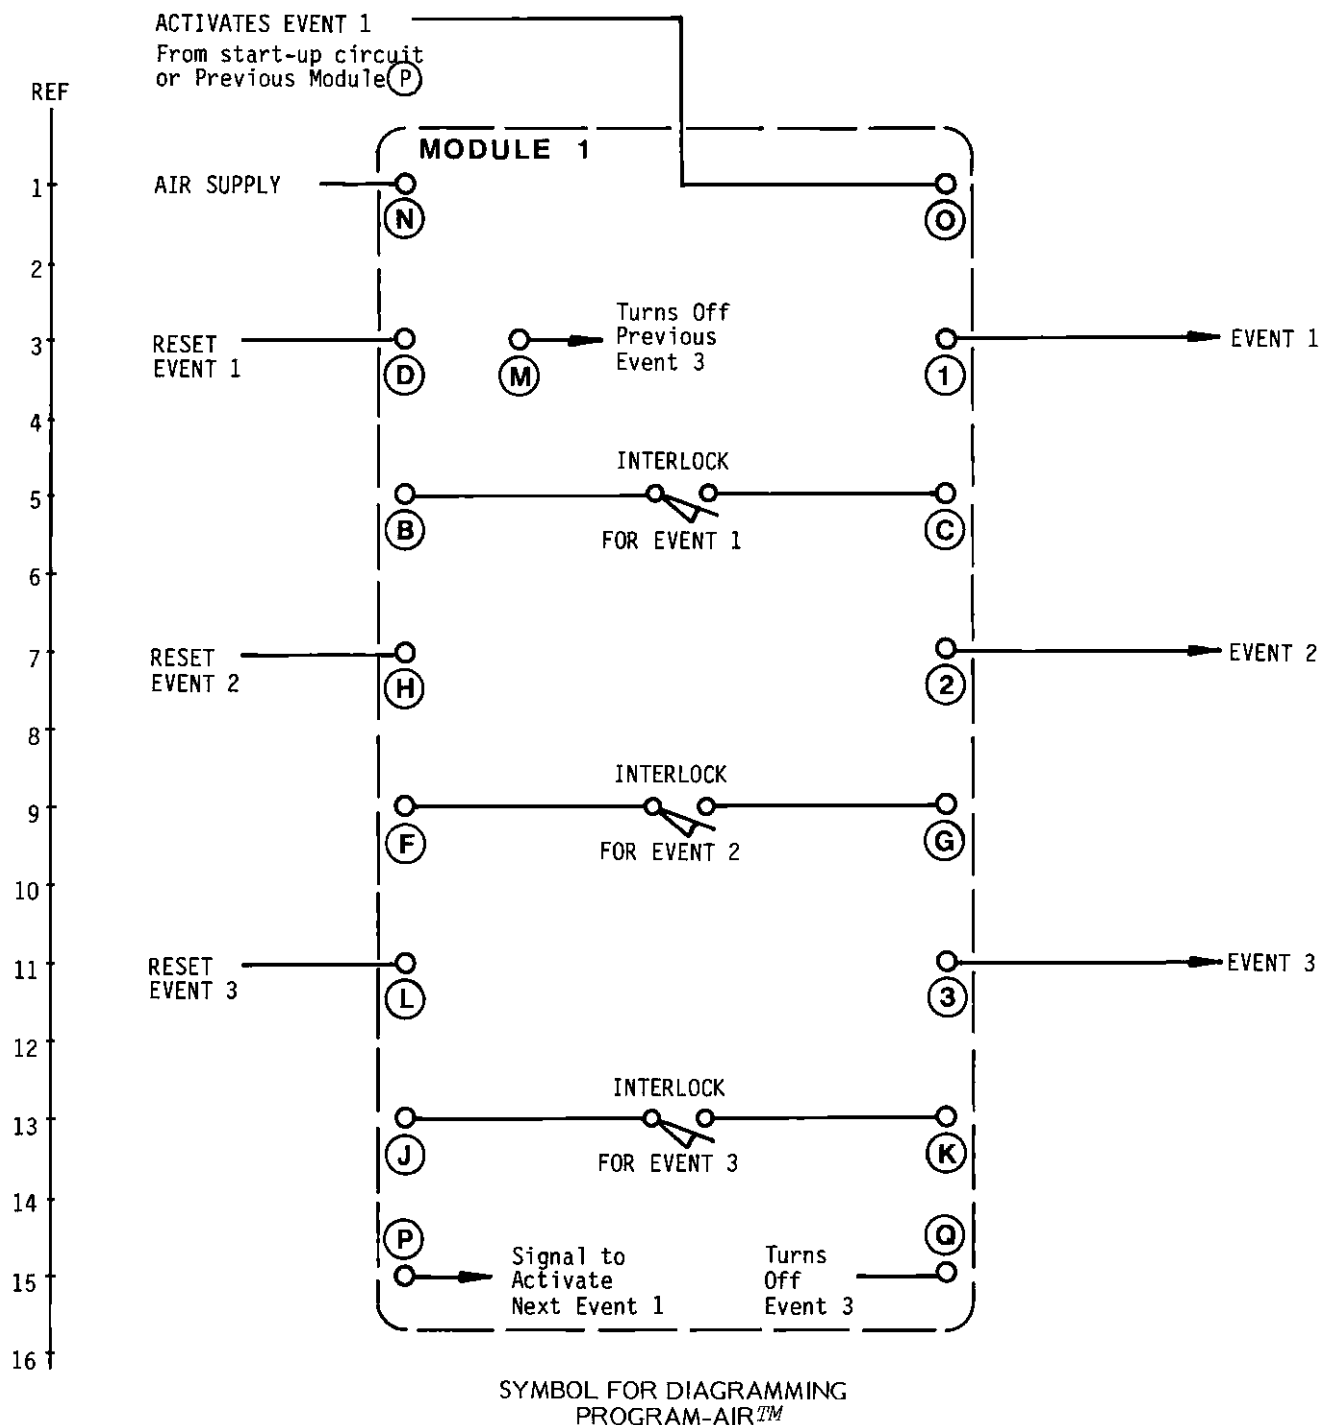 ACTIVATES EVENT 1
From start-up circuit
or Previous Module P
REF
MODULE 1
1
AIR SUPPLY
N
O
2
3
RESET
EVENT 1
D
M
Turns Off
Previous
Event 3
1
EVENT 1
4
INTERLOCK
5
B
C
FOR EVENT 1
6
7
RESET
EVENT 2
H
2
EVENT 2
8
INTERLOCK
9
F
G
FOR EVENT 2
10
11
RESET
EVENT 3
L
3
EVENT 3
12
INTERLOCK
13
J
K
FOR EVENT 3
14
P
Q
15
Signal to
Activate
Next Event 1
Turns
Off
Event 3
16
SYMBOL FOR DIAGRAMMING
PROGRAM-AIR™